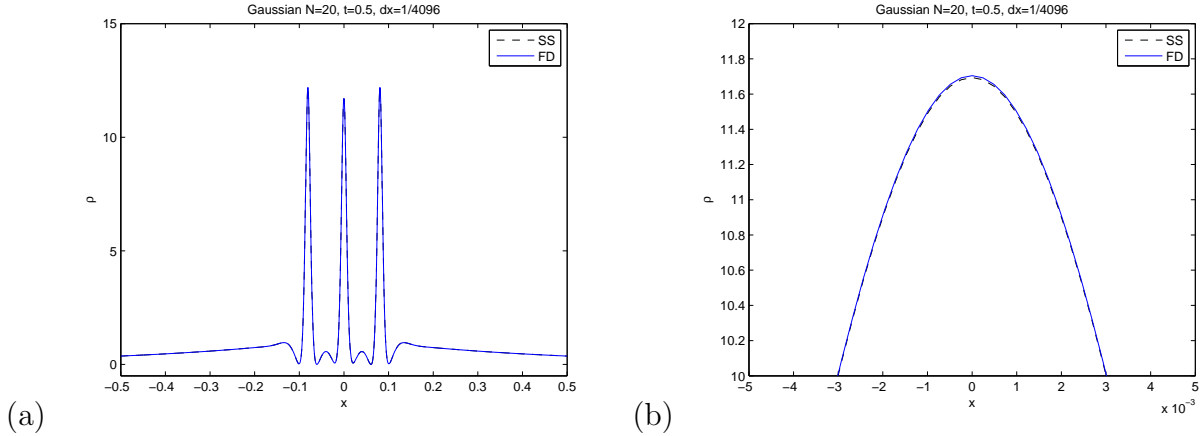 Gaussian N=20, t=0.5, dx=1/4096
SS
FD
15
10
5
0
ρ
−0.5 −0.4 −0.3 −0.2 −0.1 0 0.1 0.2 0.3 0.4 0.5
x
(a)
Gaussian N=20, t=0.5, dx=1/4096
SS
FD
12
11.8
11.6
11.4
11.2
11
10.8
10.6
10.4
10.2
10
ρ
−5 −4 −3 −2 −1 0 1 2 3 4 5
x
x 10⁻³
(b)